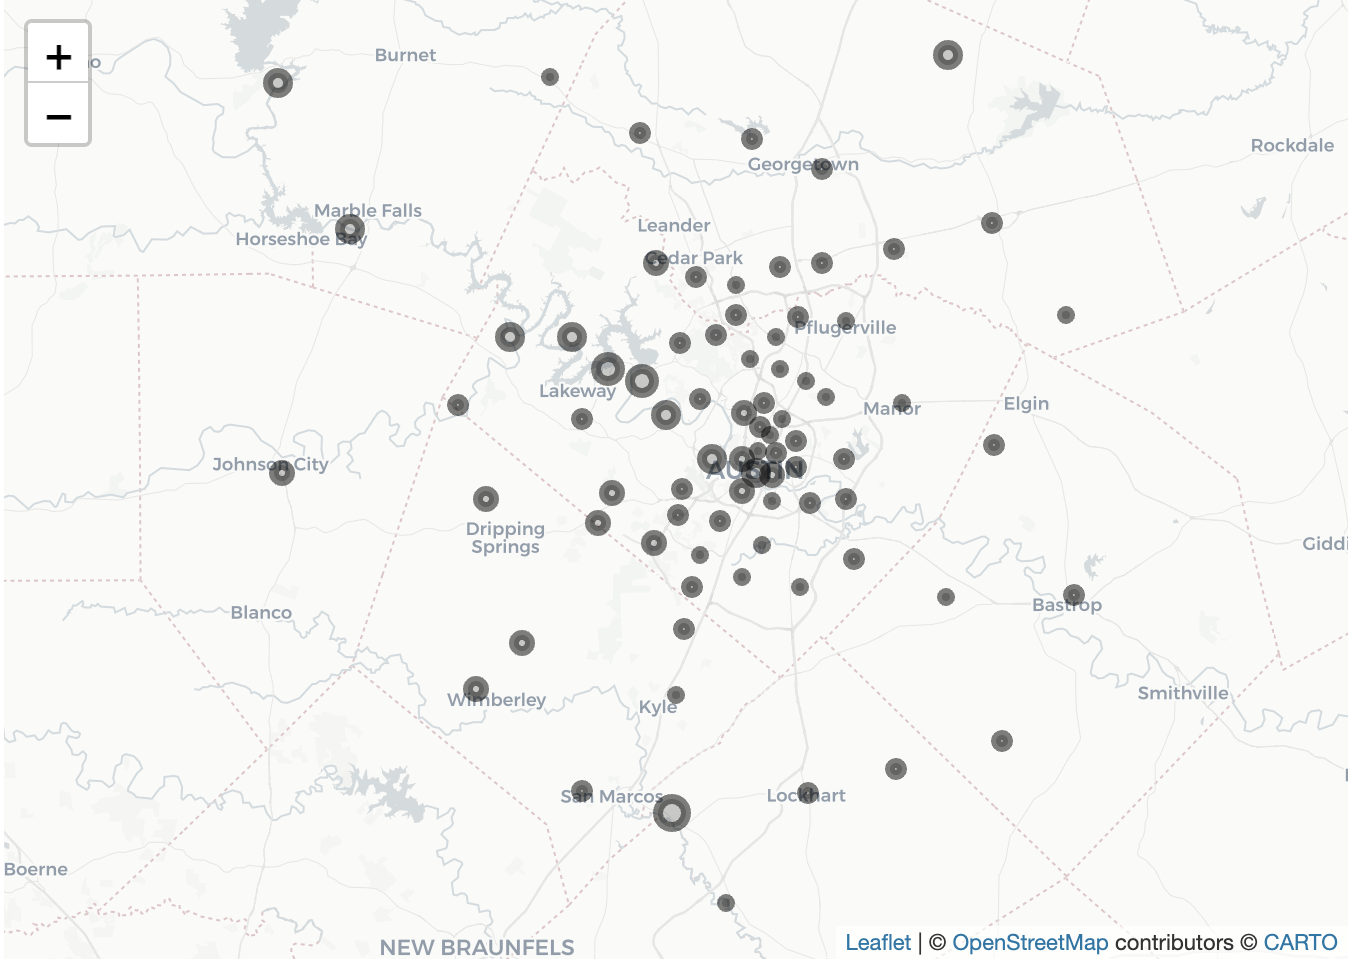 +
−
Burnet
Georgetown
Rockdale
Marble Falls
Horseshoe Bay
Leander
Cedar Park
Pflugerville
Lakeway
Manor
Elgin
Johnson City
AUSTIN
Dripping
Springs
Blanco
Bastrop
Wimberley
Kyle
Smithville
San Marcos
Lockhart
Boerne
NEW BRAUNFELS
Leaflet | © OpenStreetMap contributors © CARTO